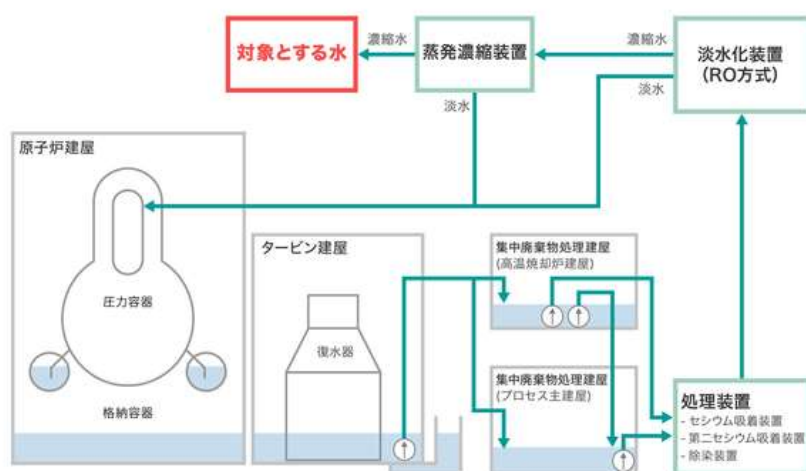 対象とする水
濃縮水
蒸発濃縮装置
濃縮水
淡水化装置
(RO方式)
淡水
淡水
原子炉建屋
圧力容器
格納容器
タービン建屋
復水器
集中廃棄物処理建屋
(高温焼却炉建屋)
集中廃棄物処理建屋
(プロセス主建屋)
処理装置
- セシウム吸着装置
- 第二セシウム吸着装置
- 除染装置